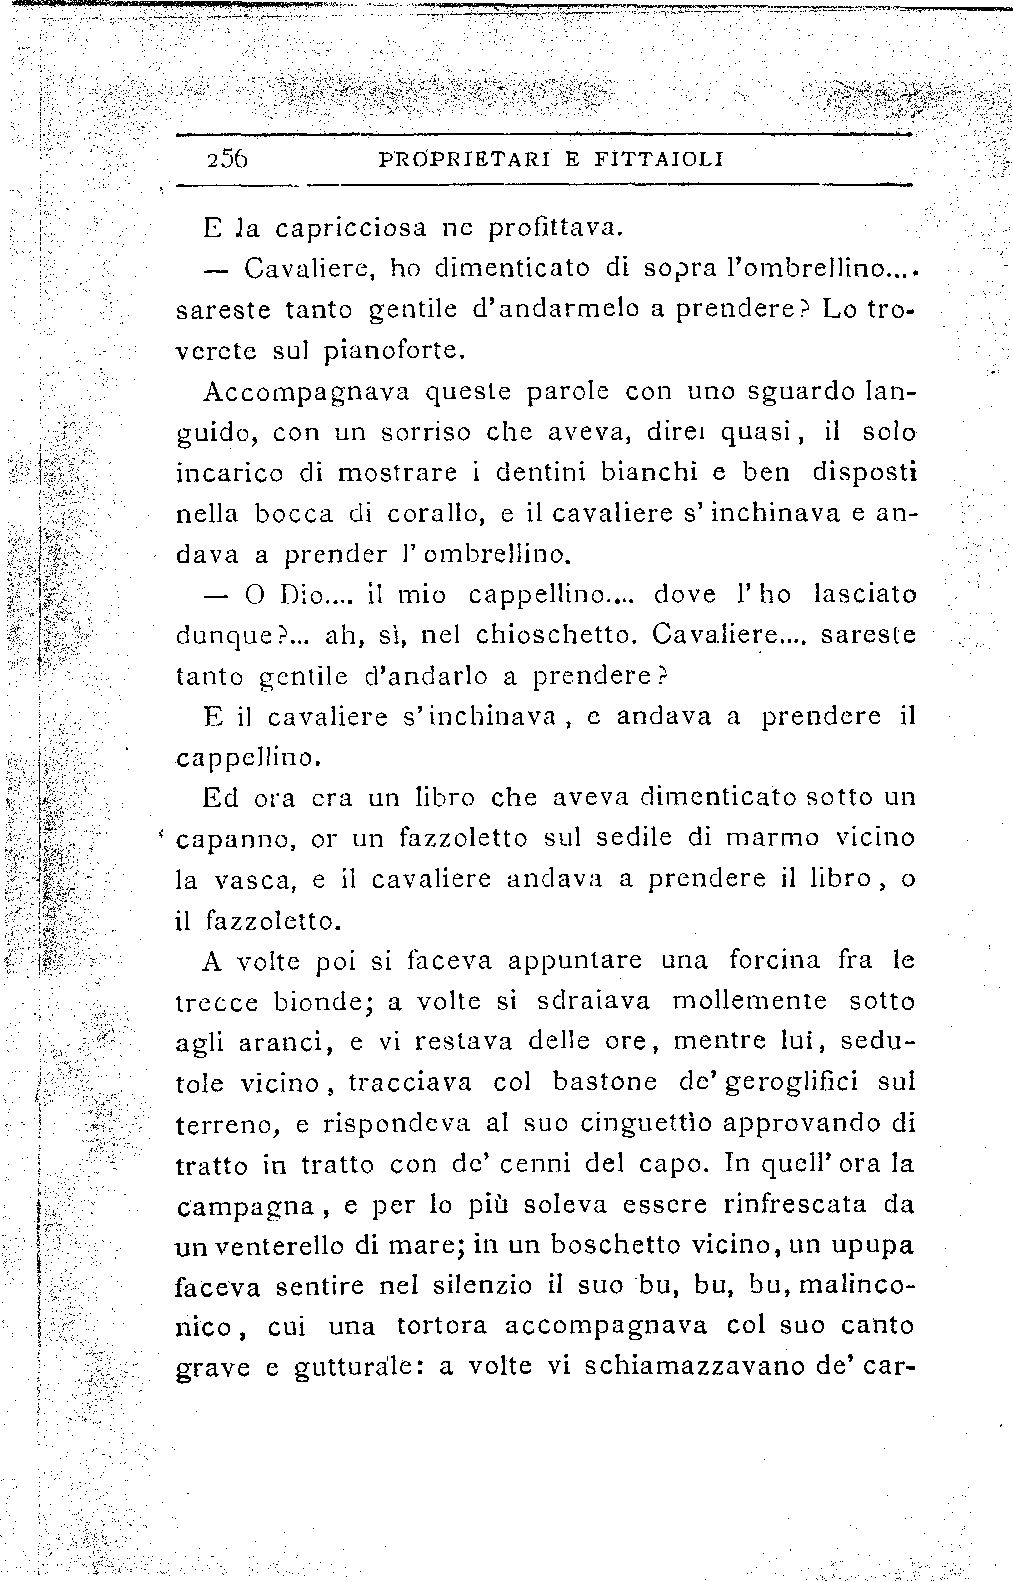 256 PROPRIETARI E FITTAIOLI
E la capricciosa ne profittava.
— Cavaliere, ho dimenticato di sopra l'ombrellino....
sareste tanto gentile d'andarmelo a prendere? Lo tro-
verete sul pianoforte.
Accompagnava queste parole con uno sguardo lan-
guido, con un sorriso che aveva, direi quasi, il solo
incarico di mostrare i dentini bianchi e ben disposti
nella bocca di corallo, e il cavaliere s' inchinava e an-
dava a prender l' ombrellino.
— O Dio.... il mio cappellino.... dove l' ho lasciato
dunque?... ah, sì, nel chioschetto. Cavaliere.... sareste
tanto gentile d'andarlo a prendere?
E il cavaliere s'inchinava, e andava a prendere il
cappellino.
Ed ora era un libro che aveva dimenticato sotto un
capanno, or un fazzoletto sul sedile di marmo vicino
la vasca, e il cavaliere andava a prendere il libro, o
il fazzoletto.
A volte poi si faceva appuntare una forcina fra le
trecce bionde; a volte si sdraiava mollemente sotto
agli aranci, e vi restava delle ore, mentre lui, sedu-
tole vicino, tracciava col bastone de' geroglifici sul
terreno, e rispondeva al suo cinguettìo approvando di
tratto in tratto con de' cenni del capo. In quell' ora la
campagna, e per lo più soleva essere rinfrescata da
un venterello di mare; in un boschetto vicino, un upupa
faceva sentire nel silenzio il suo bu, bu, bu, malinco-
nico, cui una tortora accompagnava col suo canto
grave e gutturale: a volte vi schiamazzavano de' car-